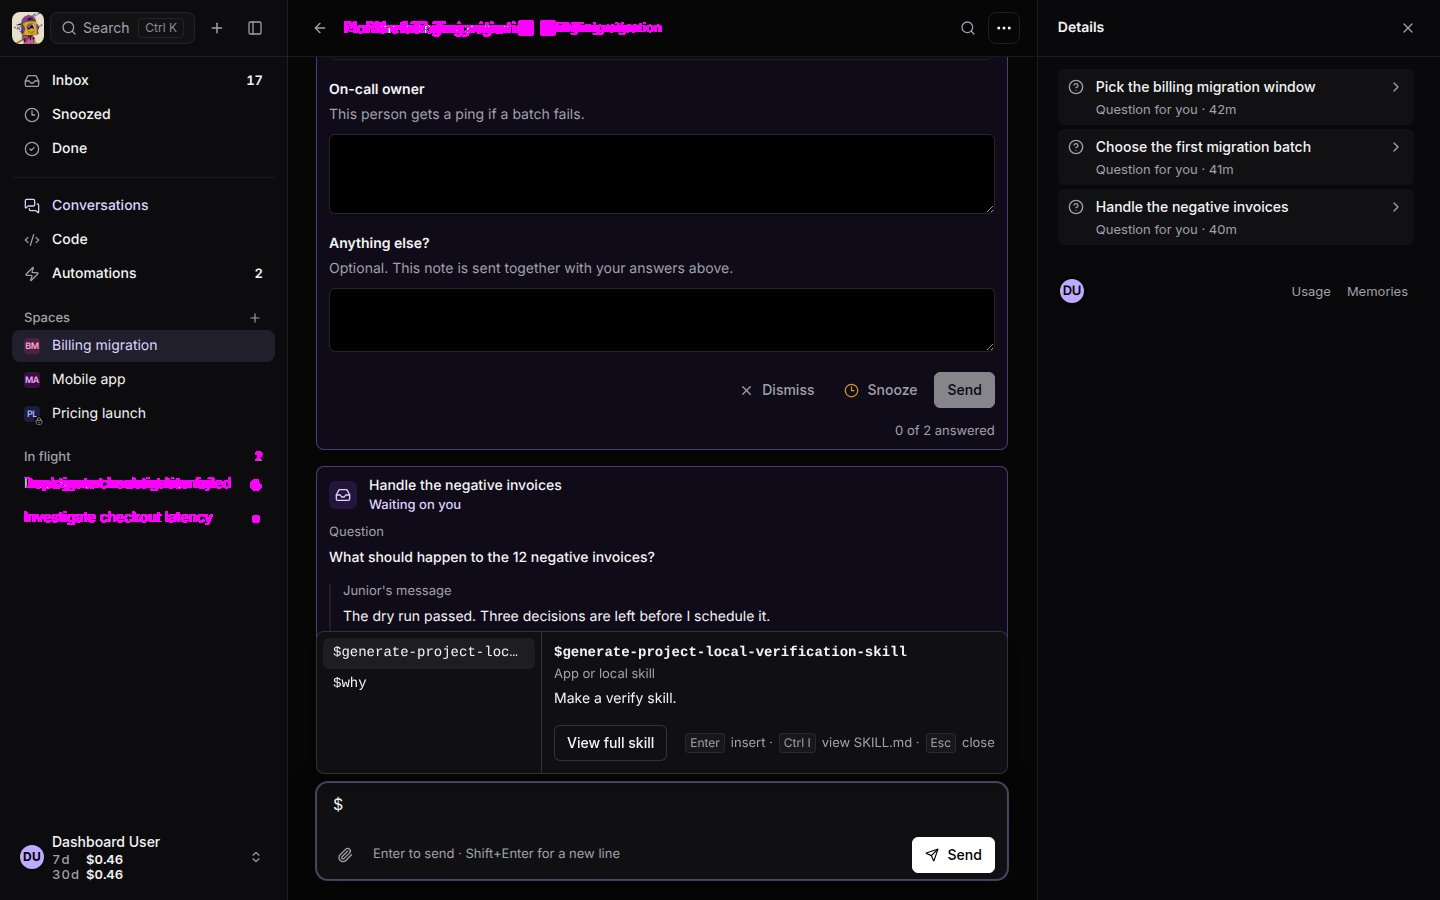 Search Ctrl K
Inbox 17
Snoozed
Done
Conversations
Code
Automations 2
Spaces
BM Billing migration
MA Mobile app
PL Pricing launch
In flight
Investigate checkout latency
DU Dashboard User
7d $0.46
30d $0.46
On-call owner
This person gets a ping if a batch fails.
Anything else?
Optional. This note is sent together with your answers above.
Dismiss Snooze Send
0 of 2 answered
Handle the negative invoices
Waiting on you
Question
What should happen to the 12 negative invoices?
Junior's message
The dry run passed. Three decisions are left before I schedule it.
$generate-project-loc…
$why
$generate-project-local-verification-skill
App or local skill
Make a verify skill.
View full skill Enter insert · Ctrl I view SKILL.md · Esc close
$
Enter to send · Shift+Enter for a new line
Send
Details
Pick the billing migration window
Question for you · 42m
Choose the first migration batch
Question for you · 41m
Handle the negative invoices
Question for you · 40m
DU Usage Memories